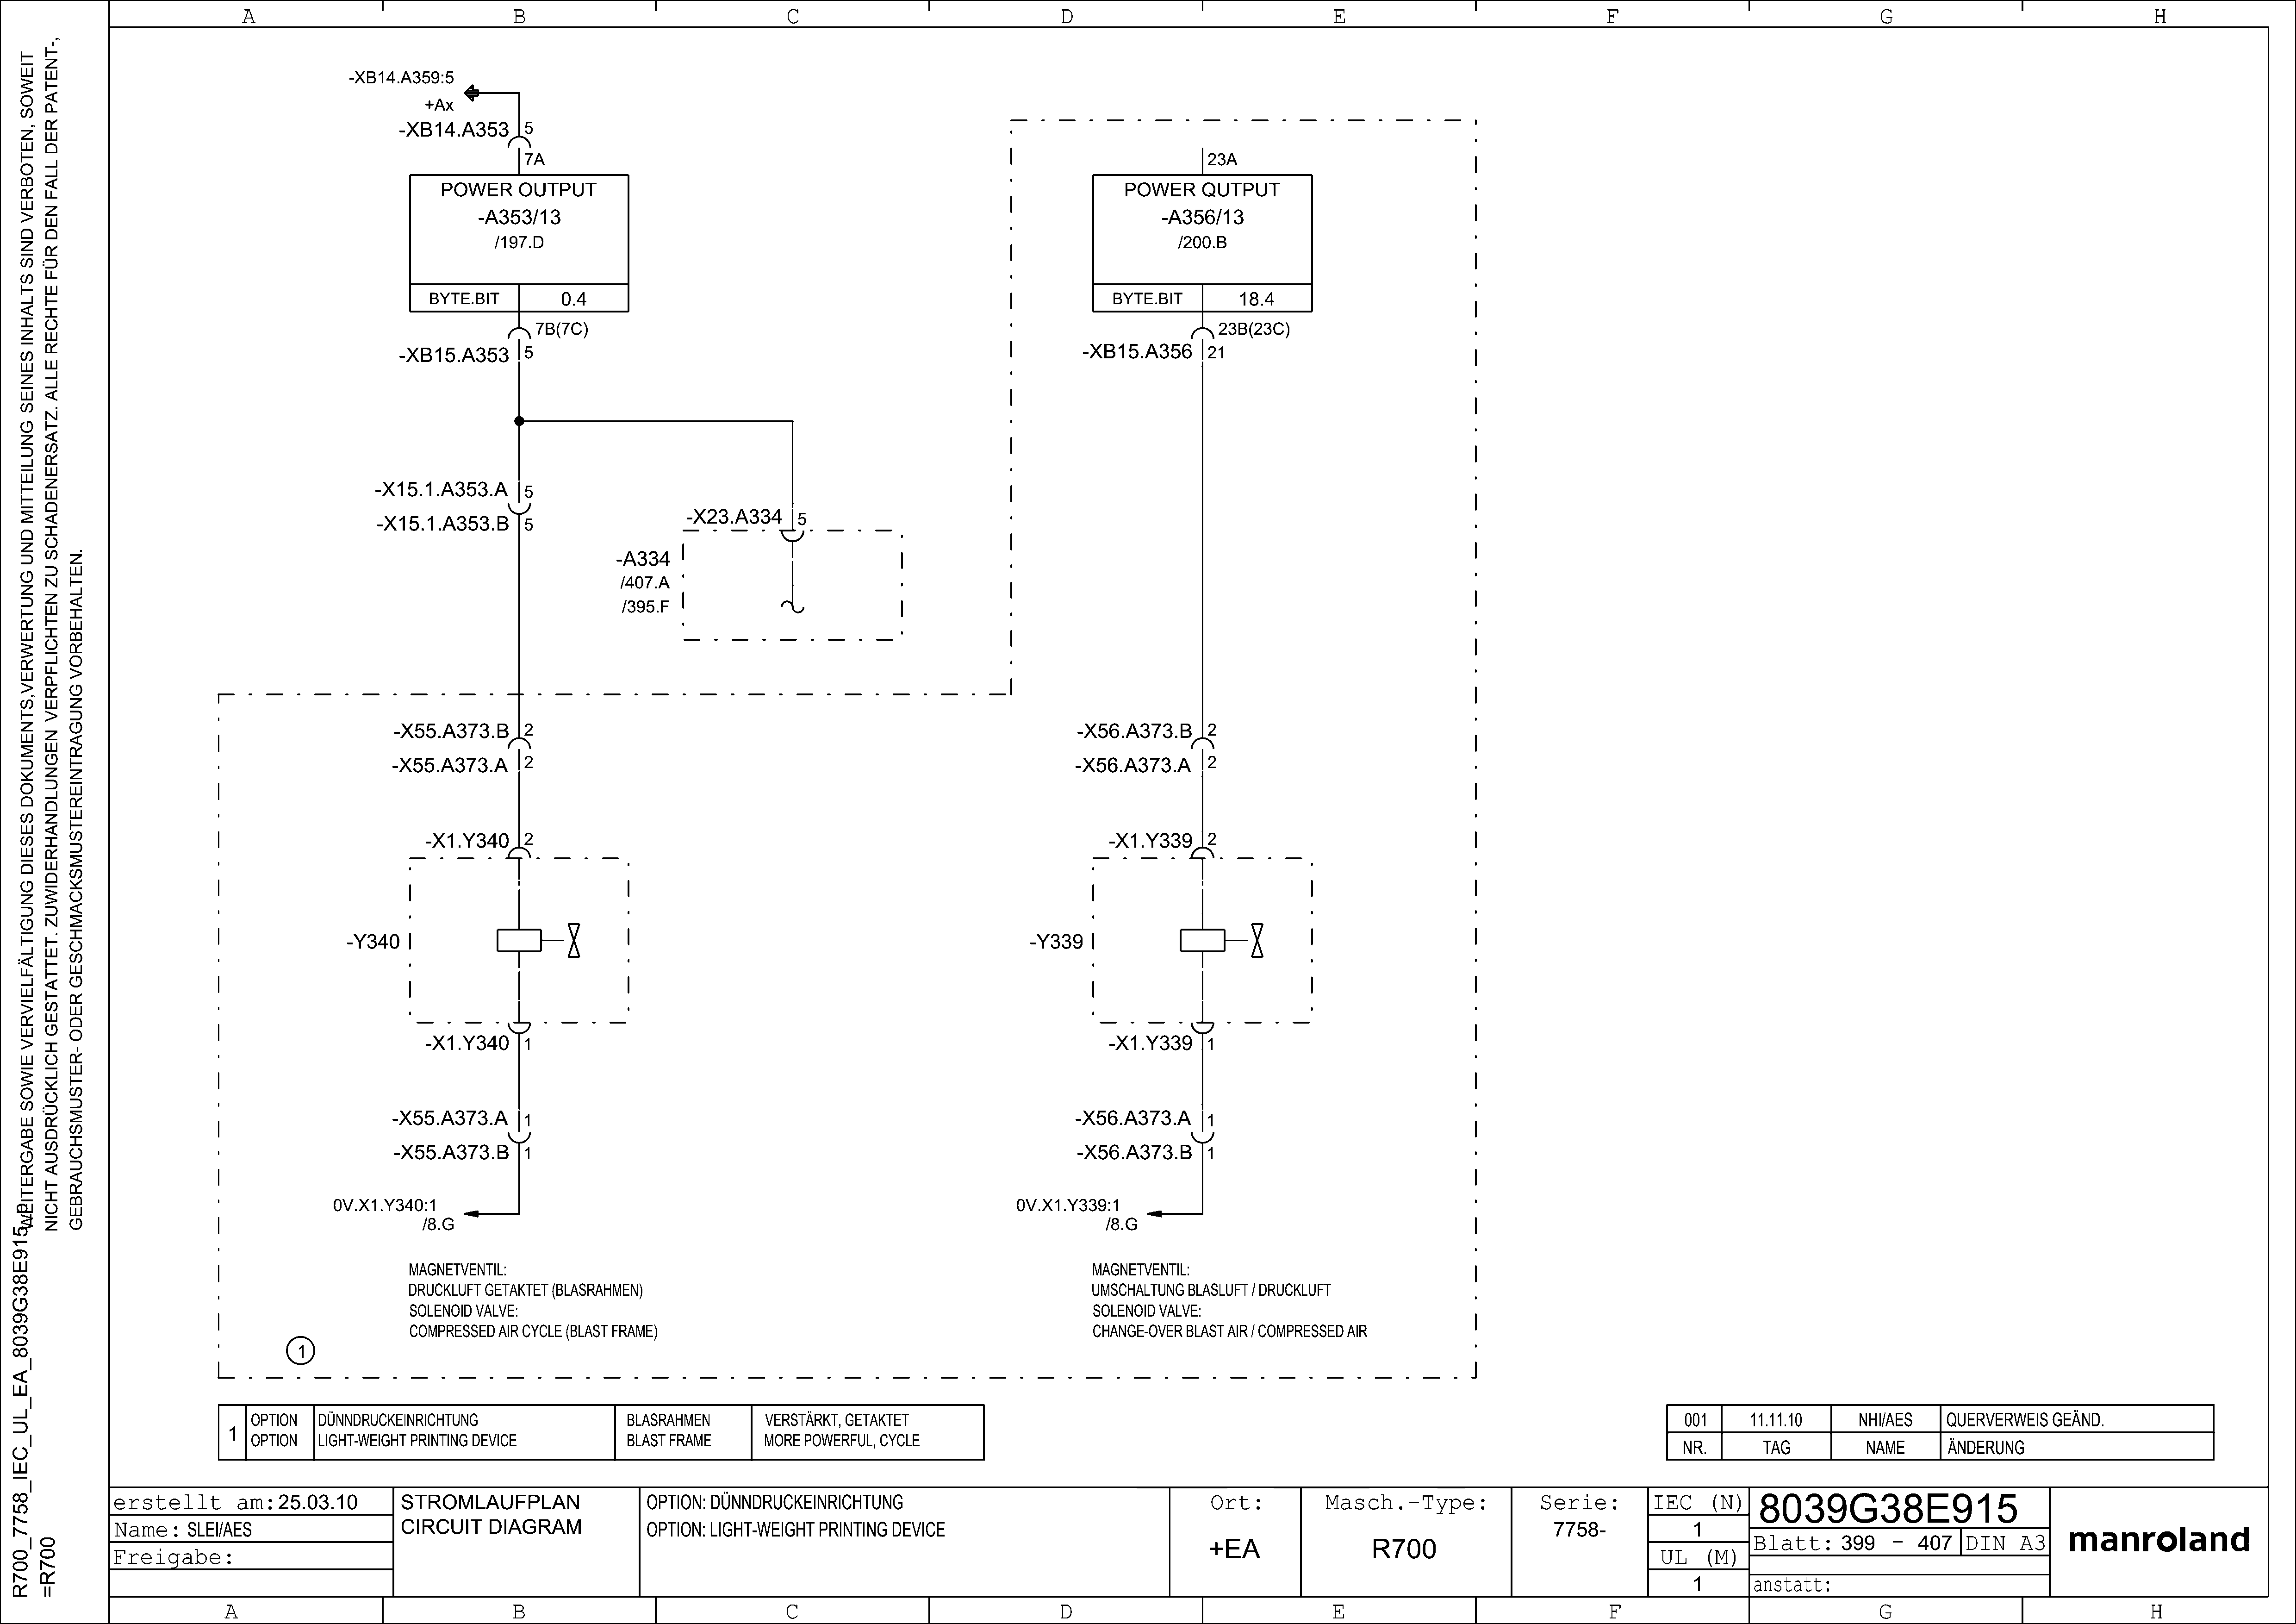 A B C D E F G H
WEITERGABE SOWIE VERVIELFÄLTIGUNG DIESES DOKUMENTS,VERWERTUNG UND MITTEILUNG SEINES INHALTS SIND VERBOTEN, SOWEIT
NICHT AUSDRÜCKLICH GESTATTET. ZUWIDERHANDLUNGEN VERPFLICHTEN ZU SCHADENERSATZ. ALLE RECHTE FÜR DEN FALL DER PATENT-,
GEBRAUCHSMUSTER- ODER GESCHMACKSMUSTEREINTRAGUNG VORBEHALTEN.
=R700
-XB14.A359:5
+Ax
-XB14.A353 5
7A
POWER OUTPUT
-A353/13
/197.D
BYTE.BIT 0.4
7B(7C)
-XB15.A353 5
-X15.1.A353.A 5
-X15.1.A353.B 5
-X23.A334 5
-A334
/407.A
/395.F
-X55.A373.B 2
-X55.A373.A 2
-X1.Y340 2
-Y340
-X1.Y340 1
-X55.A373.A 1
-X55.A373.B 1
0V.X1.Y340:1
/8.G
MAGNETVENTIL:
DRUCKLUFT GETAKTET (BLASRAHMEN)
SOLENOID VALVE:
COMPRESSED AIR CYCLE (BLAST FRAME)
23A
POWER QUTPUT
-A356/13
/200.B
BYTE.BIT 18.4
23B(23C)
-XB15.A356 21
-X56.A373.B 2
-X56.A373.A 2
-X1.Y339 2
-Y339
-X1.Y339 1
-X56.A373.A 1
-X56.A373.B 1
0V.X1.Y339:1
/8.G
MAGNETVENTIL:
UMSCHALTUNG BLASLUFT / DRUCKLUFT
SOLENOID VALVE:
CHANGE-OVER BLAST AIR / COMPRESSED AIR
1
1 OPTION DÜNNDRUCKEINRICHTUNG BLASRAHMEN VERSTÄRKT, GETAKTET
OPTION LIGHT-WEIGHT PRINTING DEVICE BLAST FRAME MORE POWERFUL, CYCLE
001 11.11.10 NHI/AES QUERVERWEIS GEÄND.
NR. TAG NAME ÄNDERUNG
erstellt am: 25.03.10
Name: SLEI/AES
Freigabe:
STROMLAUFPLAN
CIRCUIT DIAGRAM
OPTION: DÜNNDRUCKEINRICHTUNG
OPTION: LIGHT-WEIGHT PRINTING DEVICE
Ort:
+EA
Masch.-Type:
R700
Serie:
7758-
IEC (N)
1
UL (M)
1
8039G38E915
Blatt: 399 - 407 DIN A3
anstatt:
manroland
A B C D E F G H